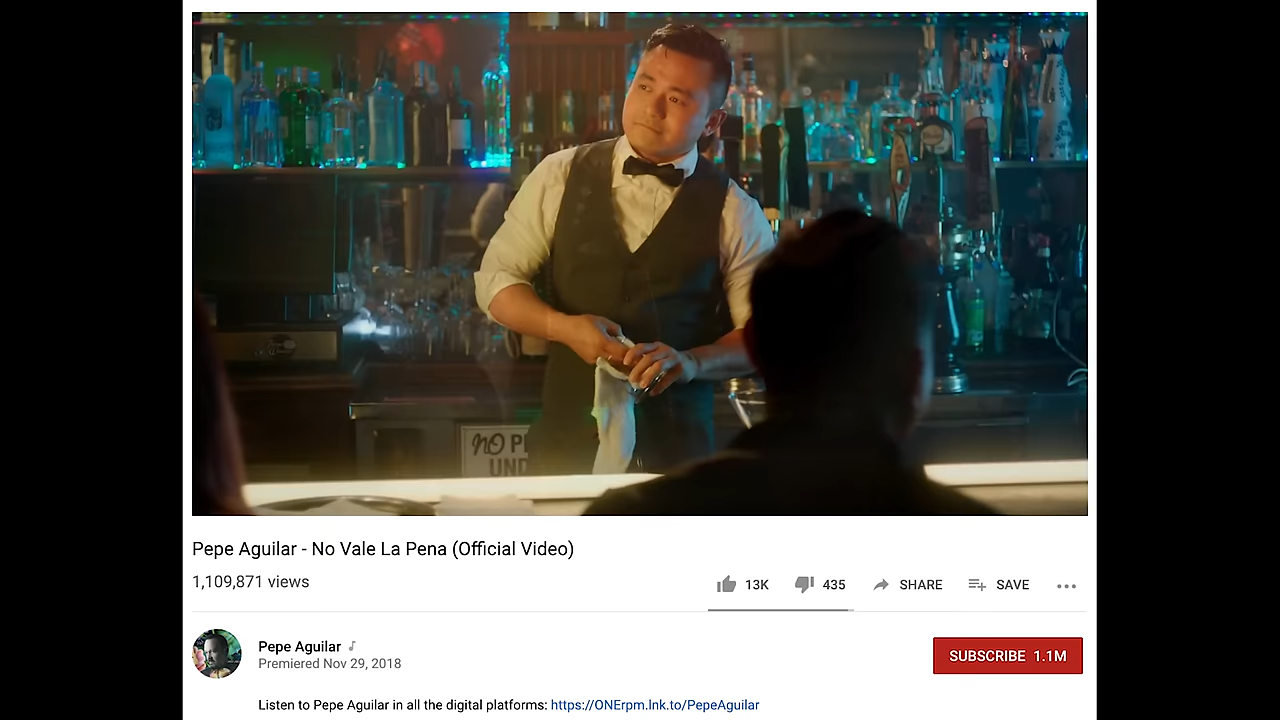 NO P
UND
Pepe Aguilar - No Vale La Pena (Official Video)
1,109,871 views
13K 435 SHARE SAVE
Pepe Aguilar
Premiered Nov 29, 2018
SUBSCRIBE 1.1M
Listen to Pepe Aguilar in all the digital platforms: https://ONErpm.lnk.to/PepeAguilar